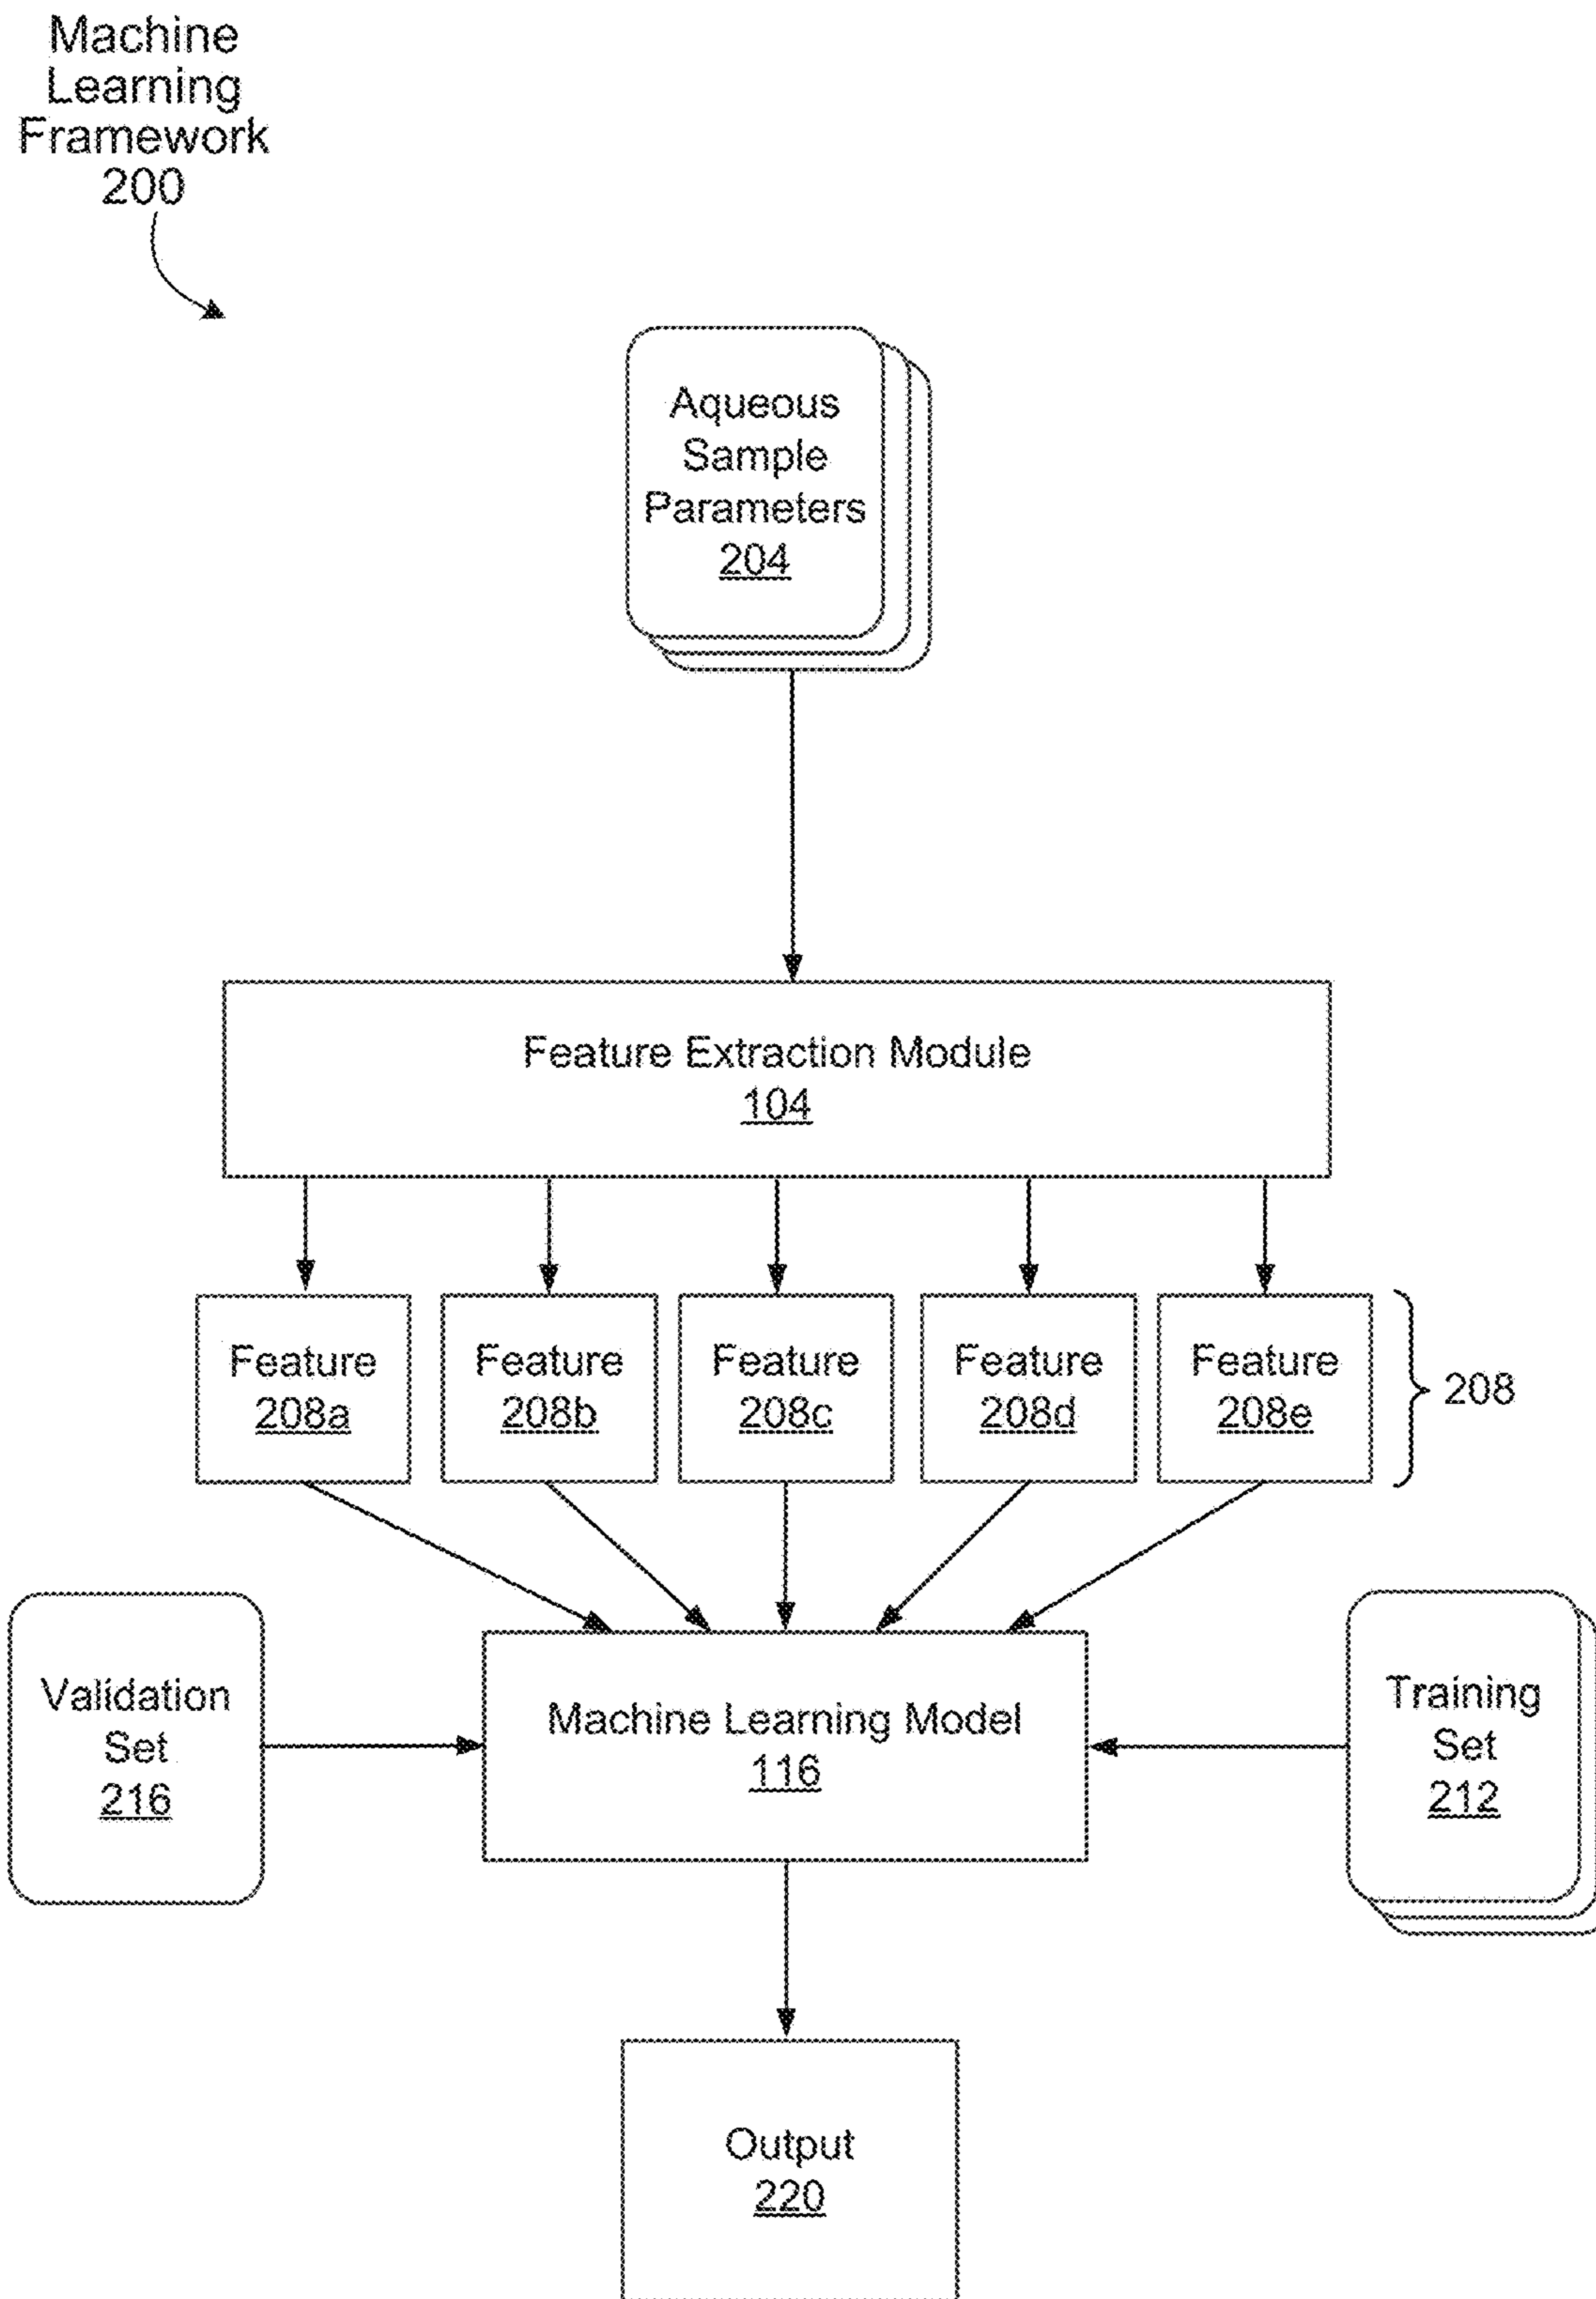 Machine
Learning
Framework
200
Aqueous
Sample
Parameters
204
Feature Extraction Module
104
Feature
208a
Feature
208b
Feature
208c
Feature
208d
Feature
208e
208
Validation
Set
216
Machine Learning Model
116
Training
Set
212
Output
220